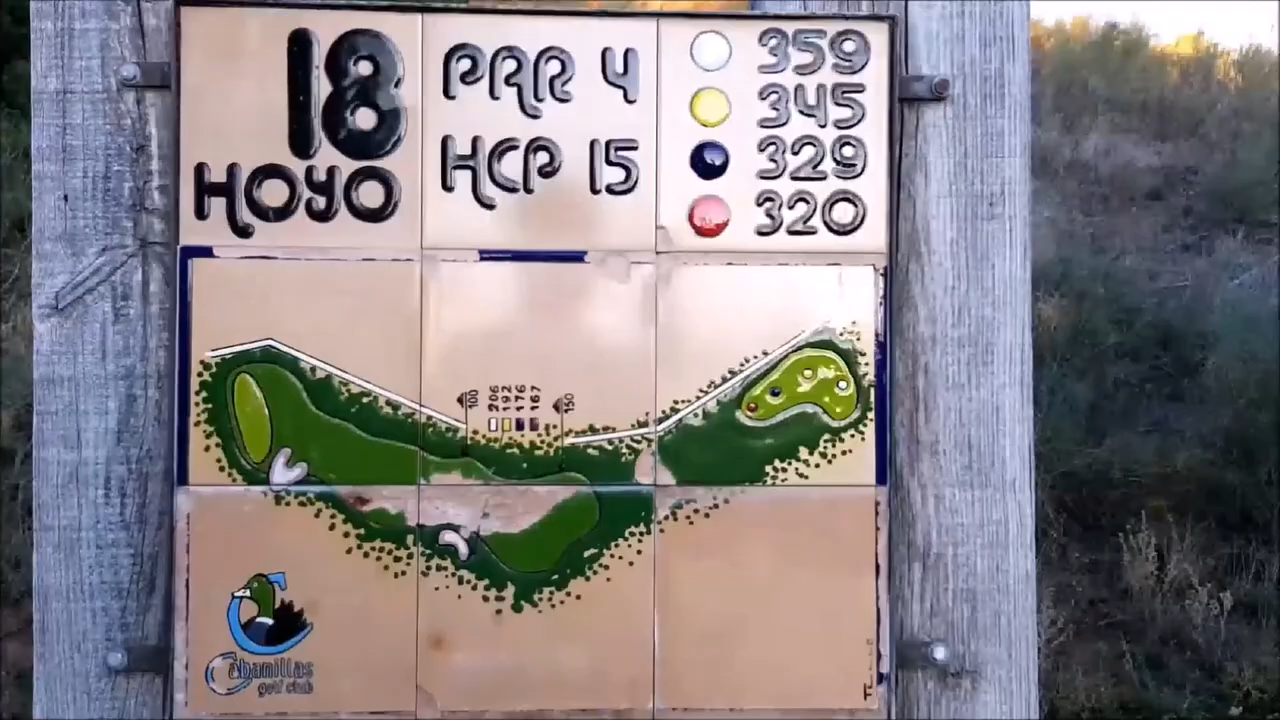 18
HOYO
PAR 4
HCP 15
359
345
329
320
100
206
192
176
167
150
Cabanillas
golf club